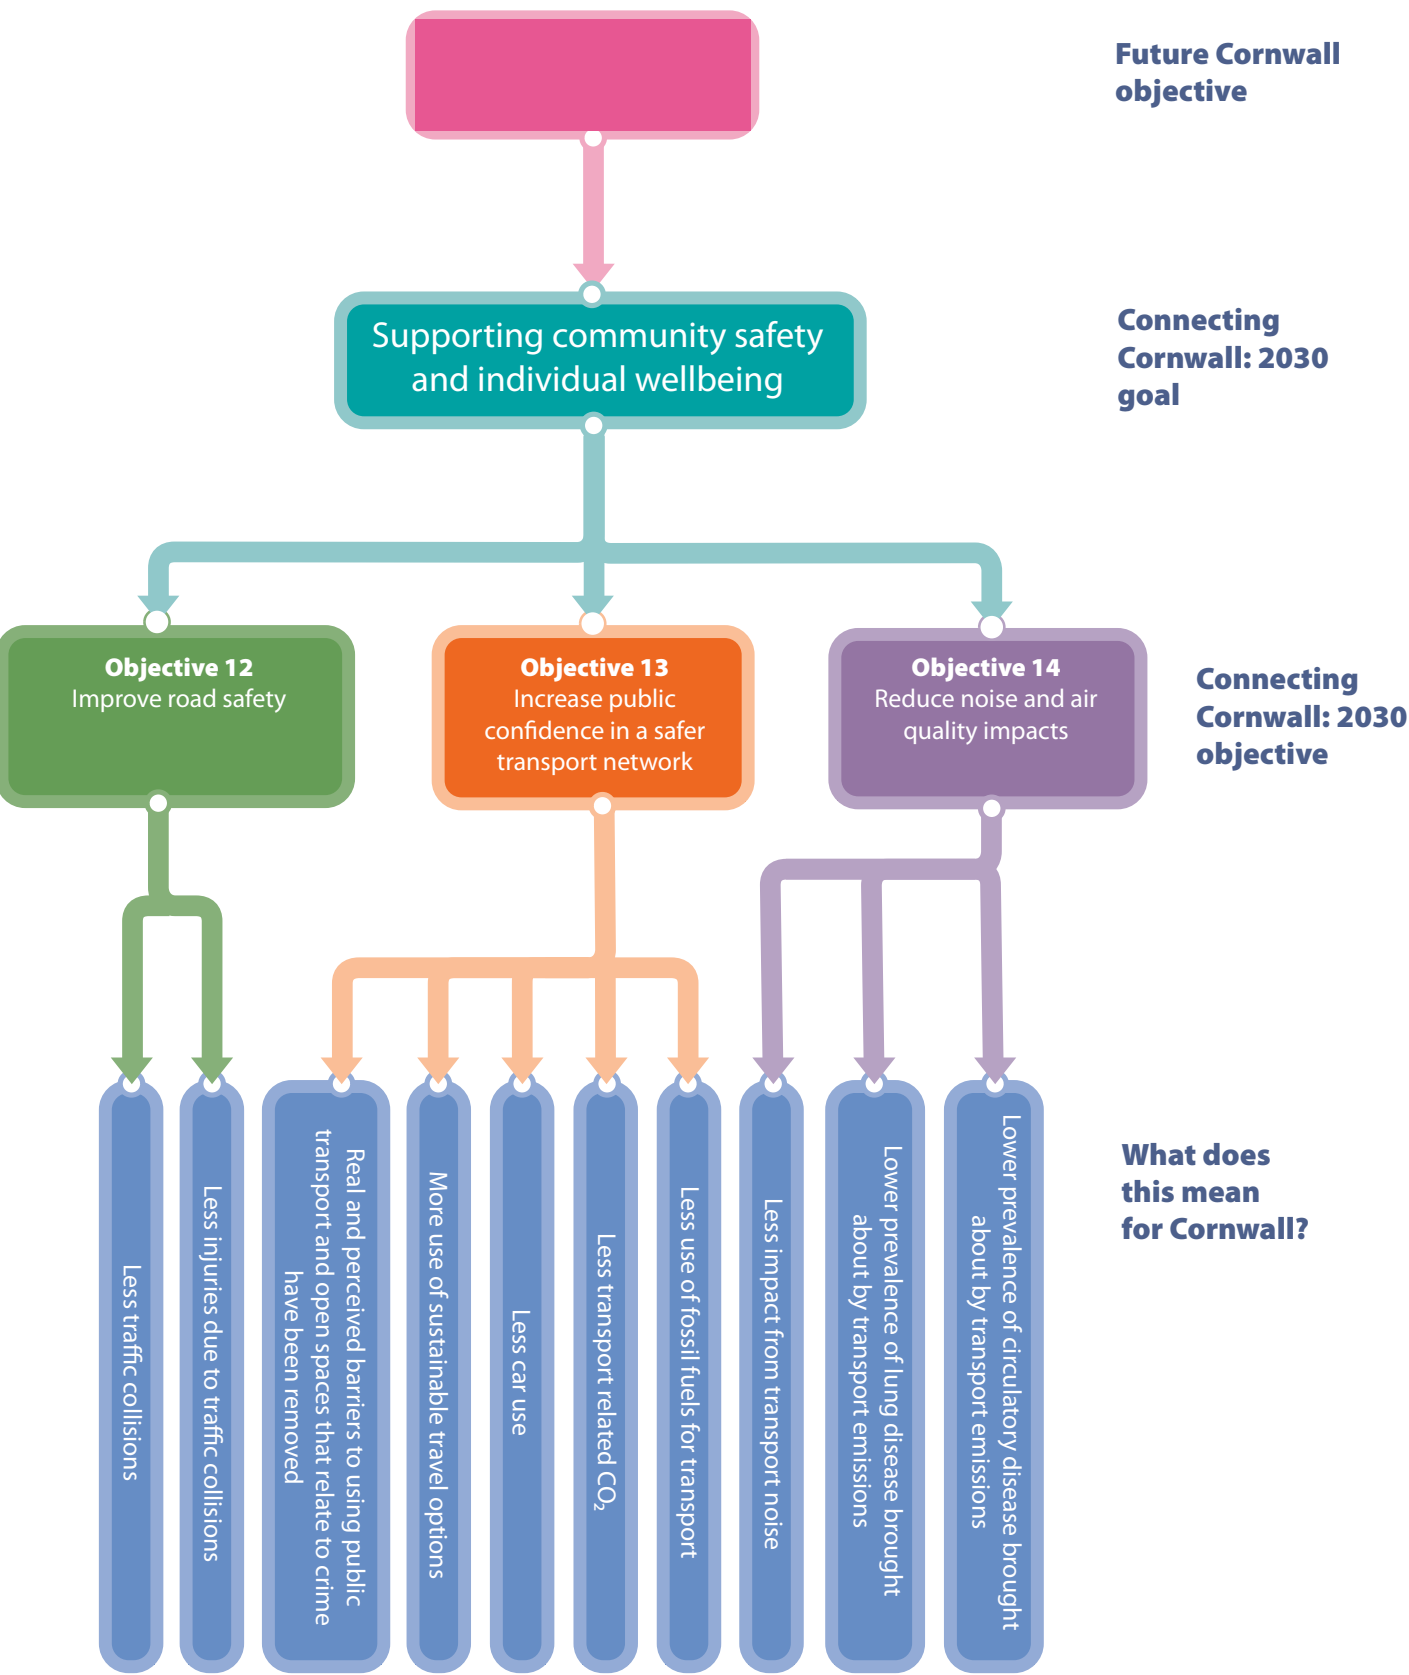 Future Cornwall
objective
Supporting community safety
and individual wellbeing
Connecting
Cornwall: 2030
goal
Objective 12
Improve road safety
Objective 13
Increase public
confidence in a safer
transport network
Objective 14
Reduce noise and air
quality impacts
Connecting
Cornwall: 2030
objective
Less traffic collisions
Less injuries due to traffic collisions
Real and perceived barriers to using public
transport and open spaces that relate to crime
have been removed
More use of sustainable travel options
Less car use
Less transport related CO₂
Less use of fossil fuels for transport
Less impact from transport noise
Lower prevalence of lung disease brought
about by transport emissions
Lower prevalence of circulatory disease brought
about by transport emissions
What does
this mean
for Cornwall?